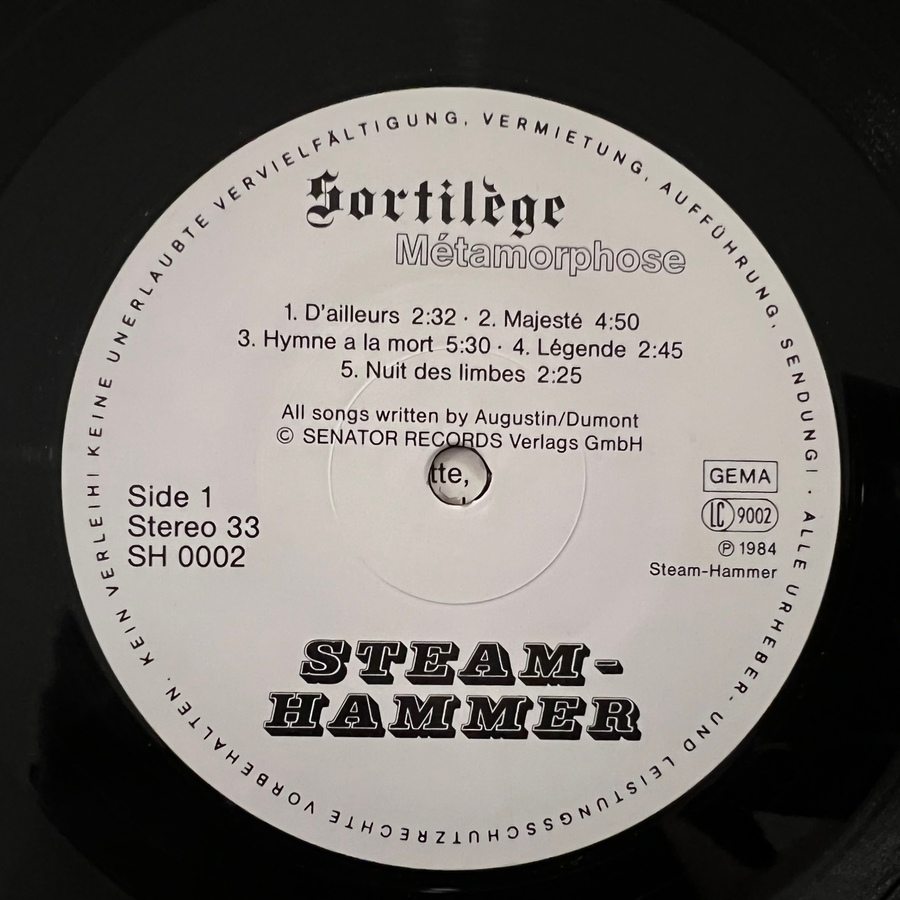 Sortilège
Métamorphose
1. D'ailleurs 2:32 · 2. Majesté 4:50
3. Hymne a la mort 5:30 · 4. Légende 2:45
5. Nuit des limbes 2:25
All songs written by Augustin/Dumont
© SENATOR RECORDS Verlags GmbH
tte,
Side 1
Stereo 33
SH 0002
GEMA
LC 9002
℗ 1984
Steam-Hammer
STEAM-
HAMMER
ALLE URHEBER- UND LEISTUNGSSCHUTZRECHTE VORBEHALTEN. KEIN VERLEIH! KEINE UNERLAUBTE VERVIELFÄLTIGUNG, VERMIETUNG, AUFFÜHRUNG, SENDUNG! ·